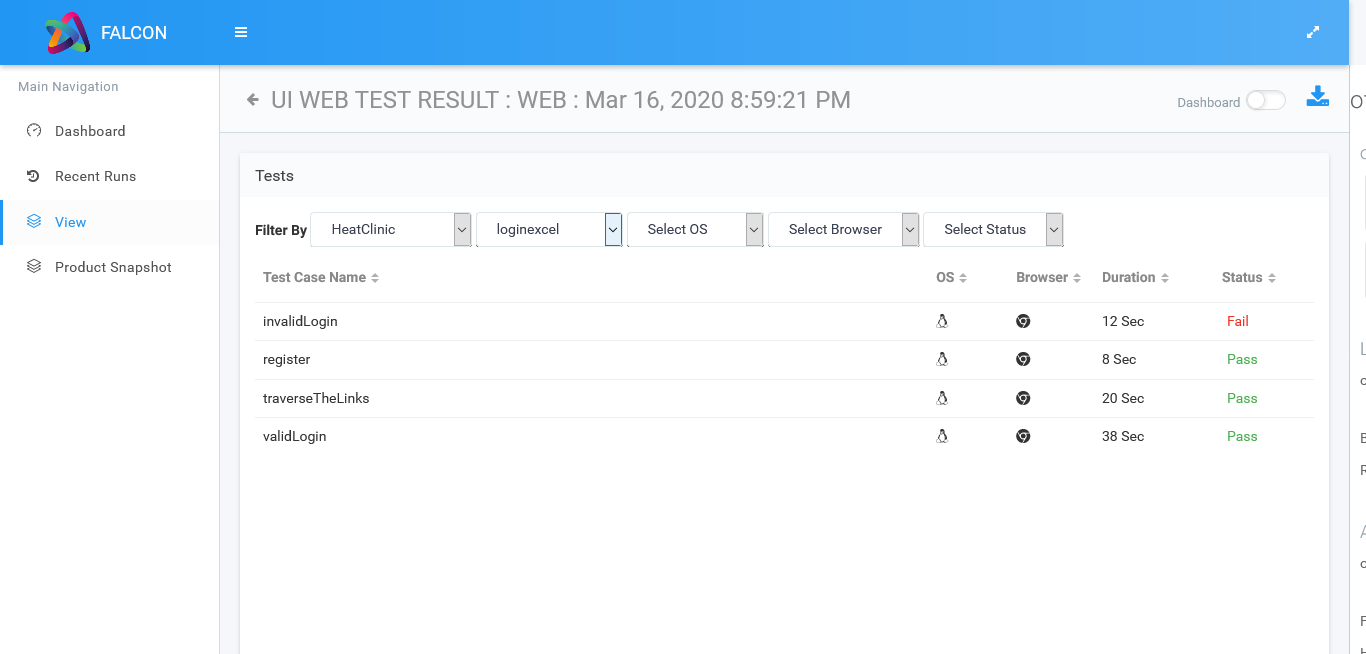 FALCON
Main Navigation
Dashboard
Recent Runs
View
Product Snapshot
UI WEB TEST RESULT : WEB : Mar 16, 2020 8:59:21 PM
Dashboard
Tests
Filter By HeatClinic loginexcel Select OS Select Browser Select Status
Test Case Name OS Browser Duration Status
invalidLogin 12 Sec Fail
register 8 Sec Pass
traverseTheLinks 20 Sec Pass
validLogin 38 Sec Pass